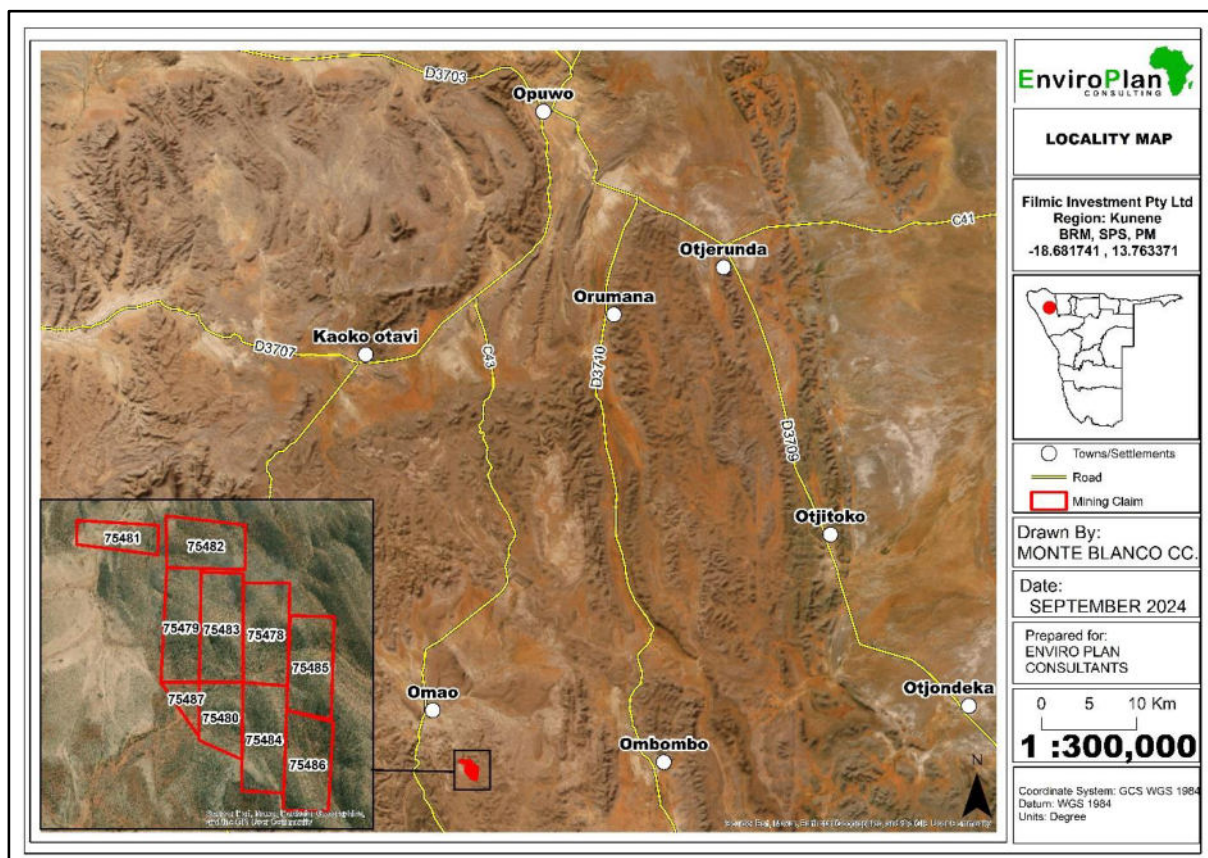 D3703
Opuwo
C41
Otjerunda
Orumana
Kaoko otavi
D3707
C43
D3710
D3709
Otjitoko
Otjondeka
Omao
Ombombo
N
75481
75482
75479
75483
75478
75485
75487
75480
75484
75486
EnviroPlan
CONSULTING
LOCALITY MAP
Filmic Investment Pty Ltd
Region: Kunene
BRM, SPS, PM
-18.681741 , 13.763371
Towns/Settlements
Road
Mining Claim
Drawn By:
MONTE BLANCO CC.
Date:
SEPTEMBER 2024
Prepared for:
ENVIRO PLAN
CONSULTANTS
0 5 10 Km
1 :300,000
Coordinate System: GCS WGS 1984
Datum: WGS 1984
Units: Degree